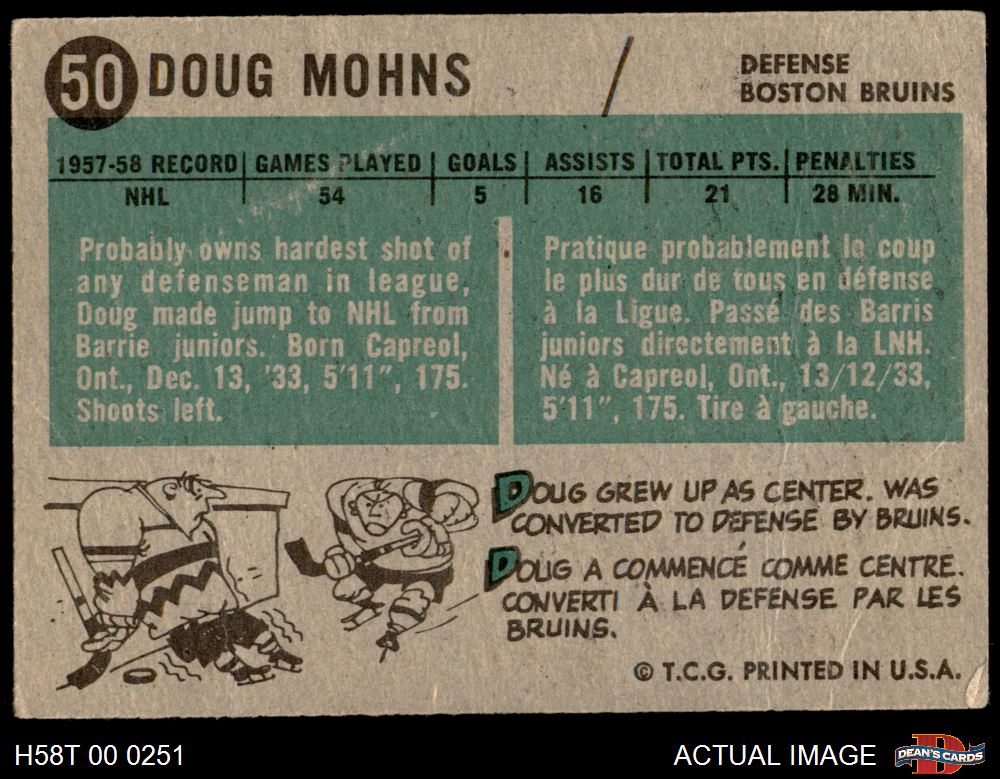 50 DOUG MOHNS
DEFENSE
BOSTON BRUINS
1957-58 RECORD GAMES PLAYED GOALS ASSISTS TOTAL PTS. PENALTIES
NHL 54 5 16 21 28 MIN.
Probably owns hardest shot of
any defenseman in league,
Doug made jump to NHL from
Barrie juniors. Born Capreol,
Ont., Dec. 13, '33, 5'11", 175.
Shoots left.
Pratique probablement le coup
le plus dur de tous en défense
à la Ligue. Passé des Barris
juniors directement à la LNH.
Né à Capreol, Ont., 13/12/33,
5'11", 175. Tire à gauche.
DOUG GREW UP AS CENTER. WAS
CONVERTED TO DEFENSE BY BRUINS.
DOUG A COMMENCÉ COMME CENTRE.
CONVERTI À LA DEFENSE PAR LES
BRUINS.
© T.C.G. PRINTED IN U.S.A.
H58T 00 0251
ACTUAL IMAGE
DEAN'S CARDS